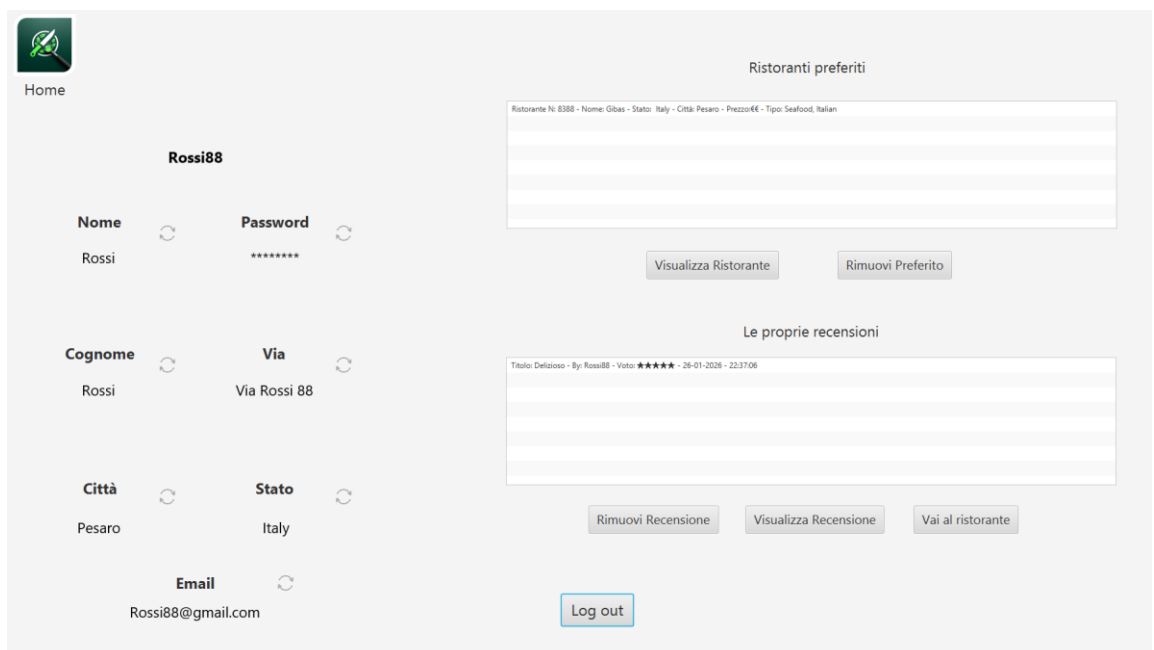 Home
Rossi88
Nome
Password
Rossi
********
Cognome
Via
Rossi
Via Rossi 88
Città
Stato
Pesaro
Italy
Email
Rossi88@gmail.com
Ristoranti preferiti
Ristorante N: 8388 - Nome: Gibas - Stato: Italy - Città: Pesaro - Prezzo:€€ - Tipo: Seafood, Italian
Visualizza Ristorante
Rimuovi Preferito
Le proprie recensioni
Titolo: Delizioso - By: Rossi88 - Voto: ★★★★★ - 26-01-2026 - 22:37:06
Rimuovi Recensione
Visualizza Recensione
Vai al ristorante
Log out